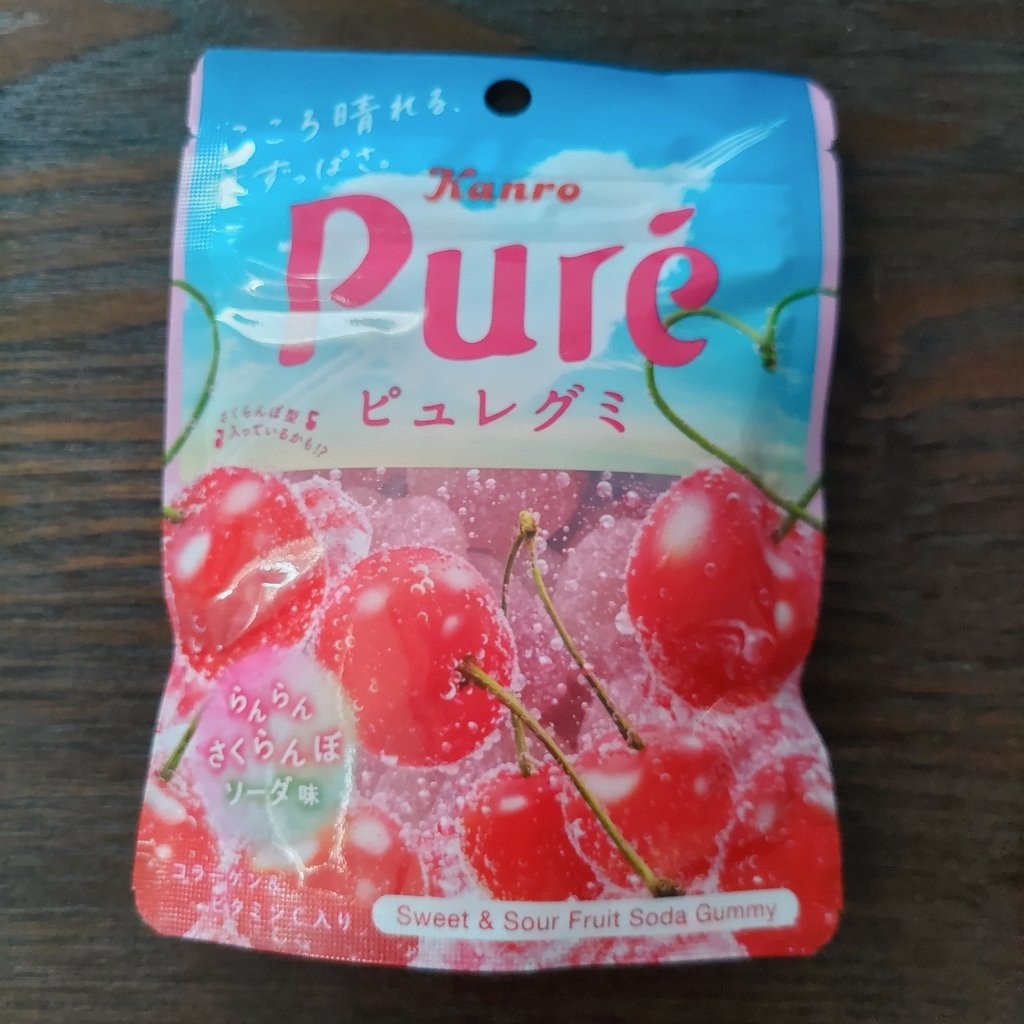 こころ晴れる、
すっぱさ。
Kanro
Puré
ピュレグミ
さくらんぼ型
入っているかも!?
らんらん
さくらんぼ
ソーダ味
コラーゲン&
ビタミンC入り
Sweet & Sour Fruit Soda Gummy